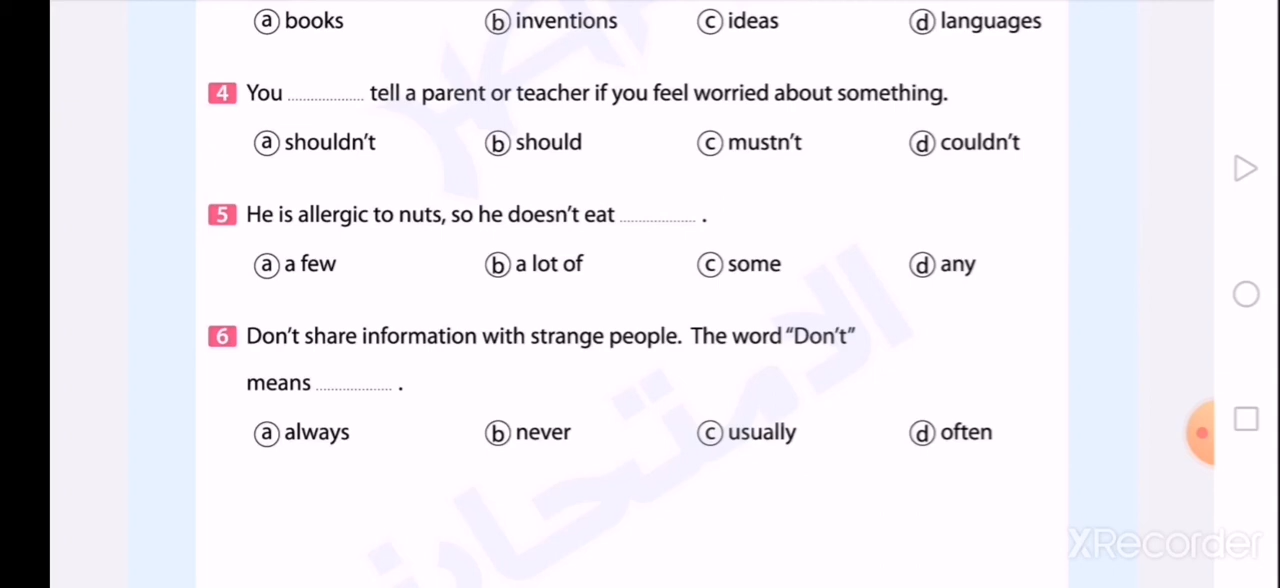 ⓐ books ⓑ inventions ⓒ ideas ⓓ languages
4 You .................. tell a parent or teacher if you feel worried about something.
ⓐ shouldn't ⓑ should ⓒ mustn't ⓓ couldn't
5 He is allergic to nuts, so he doesn't eat .................. .
ⓐ a few ⓑ a lot of ⓒ some ⓓ any
6 Don't share information with strange people. The word “Don't”
means .................. .
ⓐ always ⓑ never ⓒ usually ⓓ often
الامتحان
XRecorder